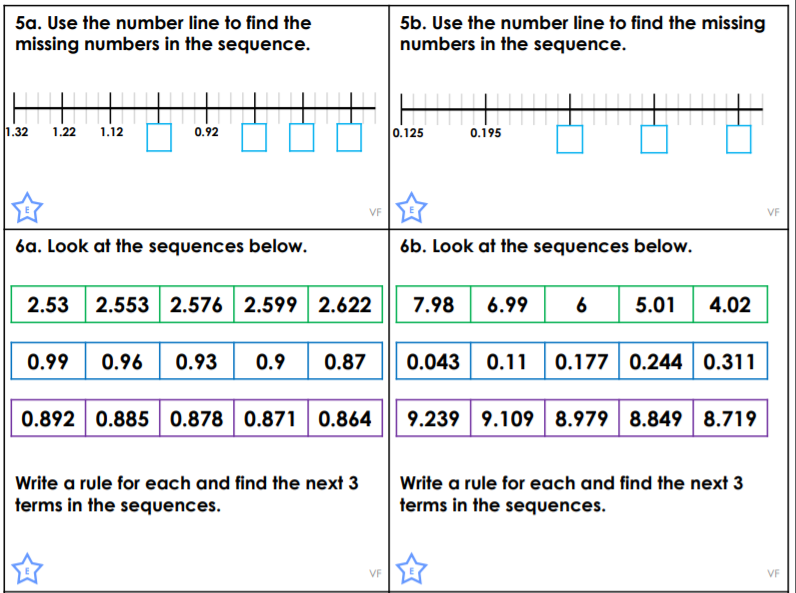 5a. Use the number line to find the
missing numbers in the sequence.
1.32 1.22 1.12 0.92
E
VF
5b. Use the number line to find the missing
numbers in the sequence.
0.125 0.195
E
VF
6a. Look at the sequences below.
2.53 2.553 2.576 2.599 2.622
0.99 0.96 0.93 0.9 0.87
0.892 0.885 0.878 0.871 0.864
Write a rule for each and find the next 3
terms in the sequences.
E
VF
6b. Look at the sequences below.
7.98 6.99 6 5.01 4.02
0.043 0.11 0.177 0.244 0.311
9.239 9.109 8.979 8.849 8.719
Write a rule for each and find the next 3
terms in the sequences.
E
VF